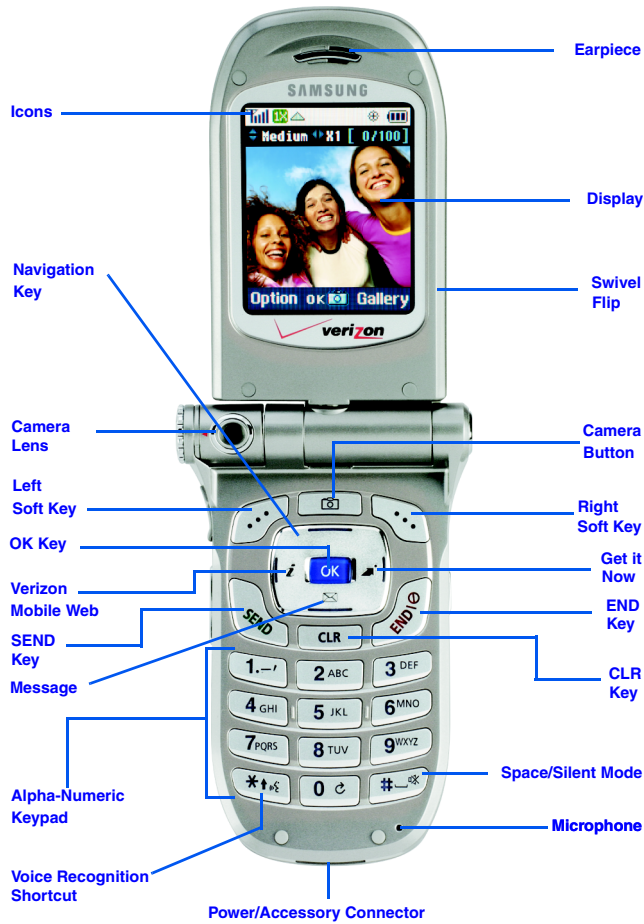 Earpiece
SAMSUNG
Icons
1X
Medium X1 [ 0/100]
Display
Navigation
Key
Swivel
Flip
Option OK Gallery
verizon
Camera
Lens
Camera
Button
Left
Soft Key
Right
Soft Key
OK Key
OK
Get it
Now
i
Verizon
Mobile Web
END
Key
SEND
END
SEND
Key
CLR
1.–’
2 ABC
3 DEF
CLR
Key
Message
4 GHI
5 JKL
6 MNO
7 PQRS
8 TUV
9 WXYZ
* 
0
#
Space/Silent Mode
Alpha-Numeric
Keypad
Microphone
Voice Recognition
Shortcut
Power/Accessory Connector